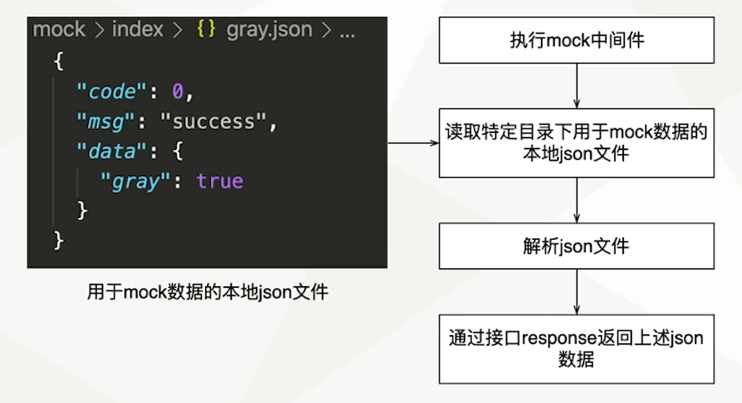 mock > index > {} gray.json > ...
{
"code": 0,
"msg": "success",
"data": {
"gray": true
}
}
用于mock数据的本地json文件
执行mock中间件
读取特定目录下用于mock数据的
本地json文件
解析json文件
通过接口response返回上述json
数据